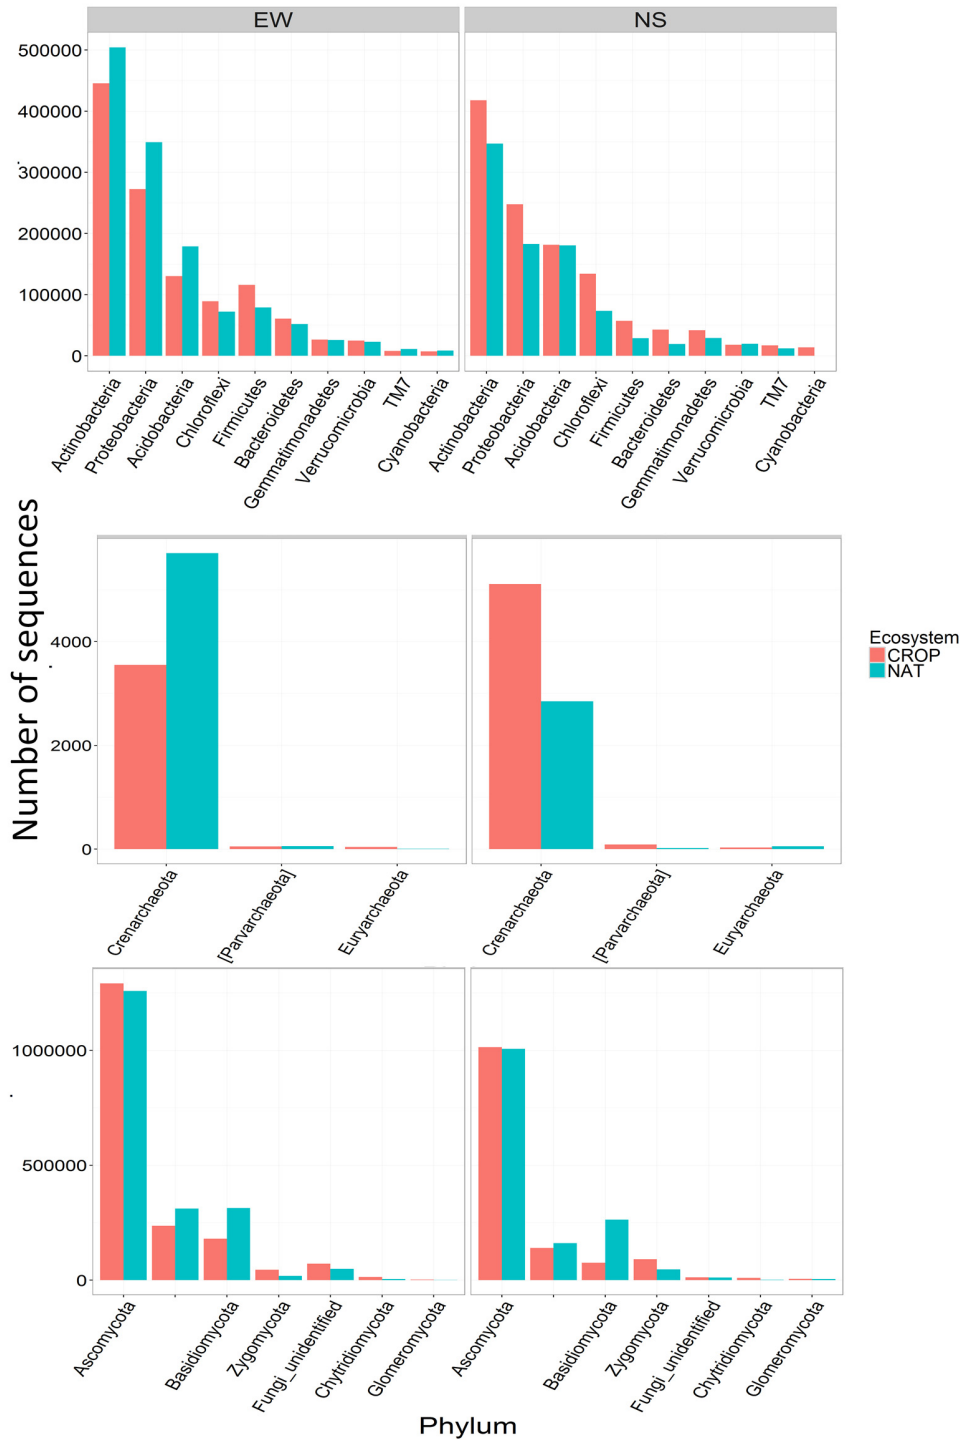 EW NS
500000
400000
300000
200000
100000
0
Actinobacteria Proteobacteria Acidobacteria Chloroflexi Firmicutes Bacteroidetes Gemmatimonadetes Verrucomicrobia TM7 Cyanobacteria Actinobacteria Proteobacteria Acidobacteria Chloroflexi Firmicutes Bacteroidetes Gemmatimonadetes Verrucomicrobia TM7 Cyanobacteria
Number of sequences
4000
2000
0
Ecosystem
CROP
NAT
Crenarchaeota [Parvarchaeota] Euryarchaeota Crenarchaeota [Parvarchaeota] Euryarchaeota
1000000
500000
0
Ascomycota Basidiomycota Zygomycota Fungi_unidentified Chytridiomycota Glomeromycota Ascomycota Basidiomycota Zygomycota Fungi_unidentified Chytridiomycota Glomeromycota
Phylum